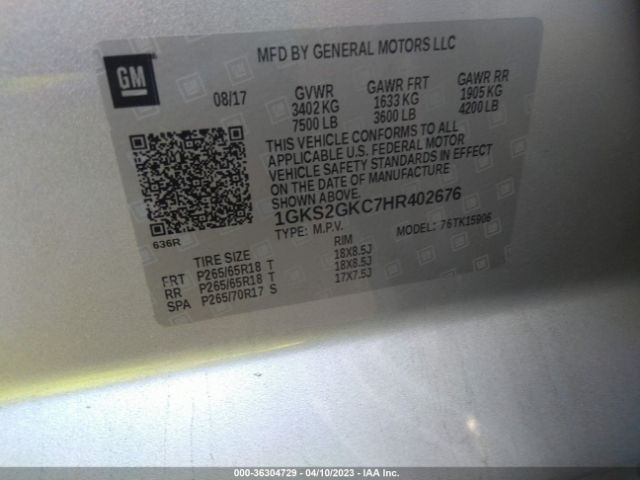 GM
MFD BY GENERAL MOTORS LLC
08/17 GVWR GAWR FRT GAWR RR
3402 KG 1633 KG 1905 KG
7500 LB 3600 LB 4200 LB
THIS VEHICLE CONFORMS TO ALL
APPLICABLE U.S. FEDERAL MOTOR
VEHICLE SAFETY STANDARDS IN EFFECT
ON THE DATE OF MANUFACTURE
SHOWN ABOVE.
1GKS2GKC7HR402676
636R
TYPE: M.P.V. MODEL: 76TK15906
TIRE SIZE RIM
FRT P265/65R18 T 18X8.5J
RR P265/65R18 T 18X8.5J
SPA P265/70R17 S 17X7.5J
000-36304729 - 04/10/2023 - IAA Inc.